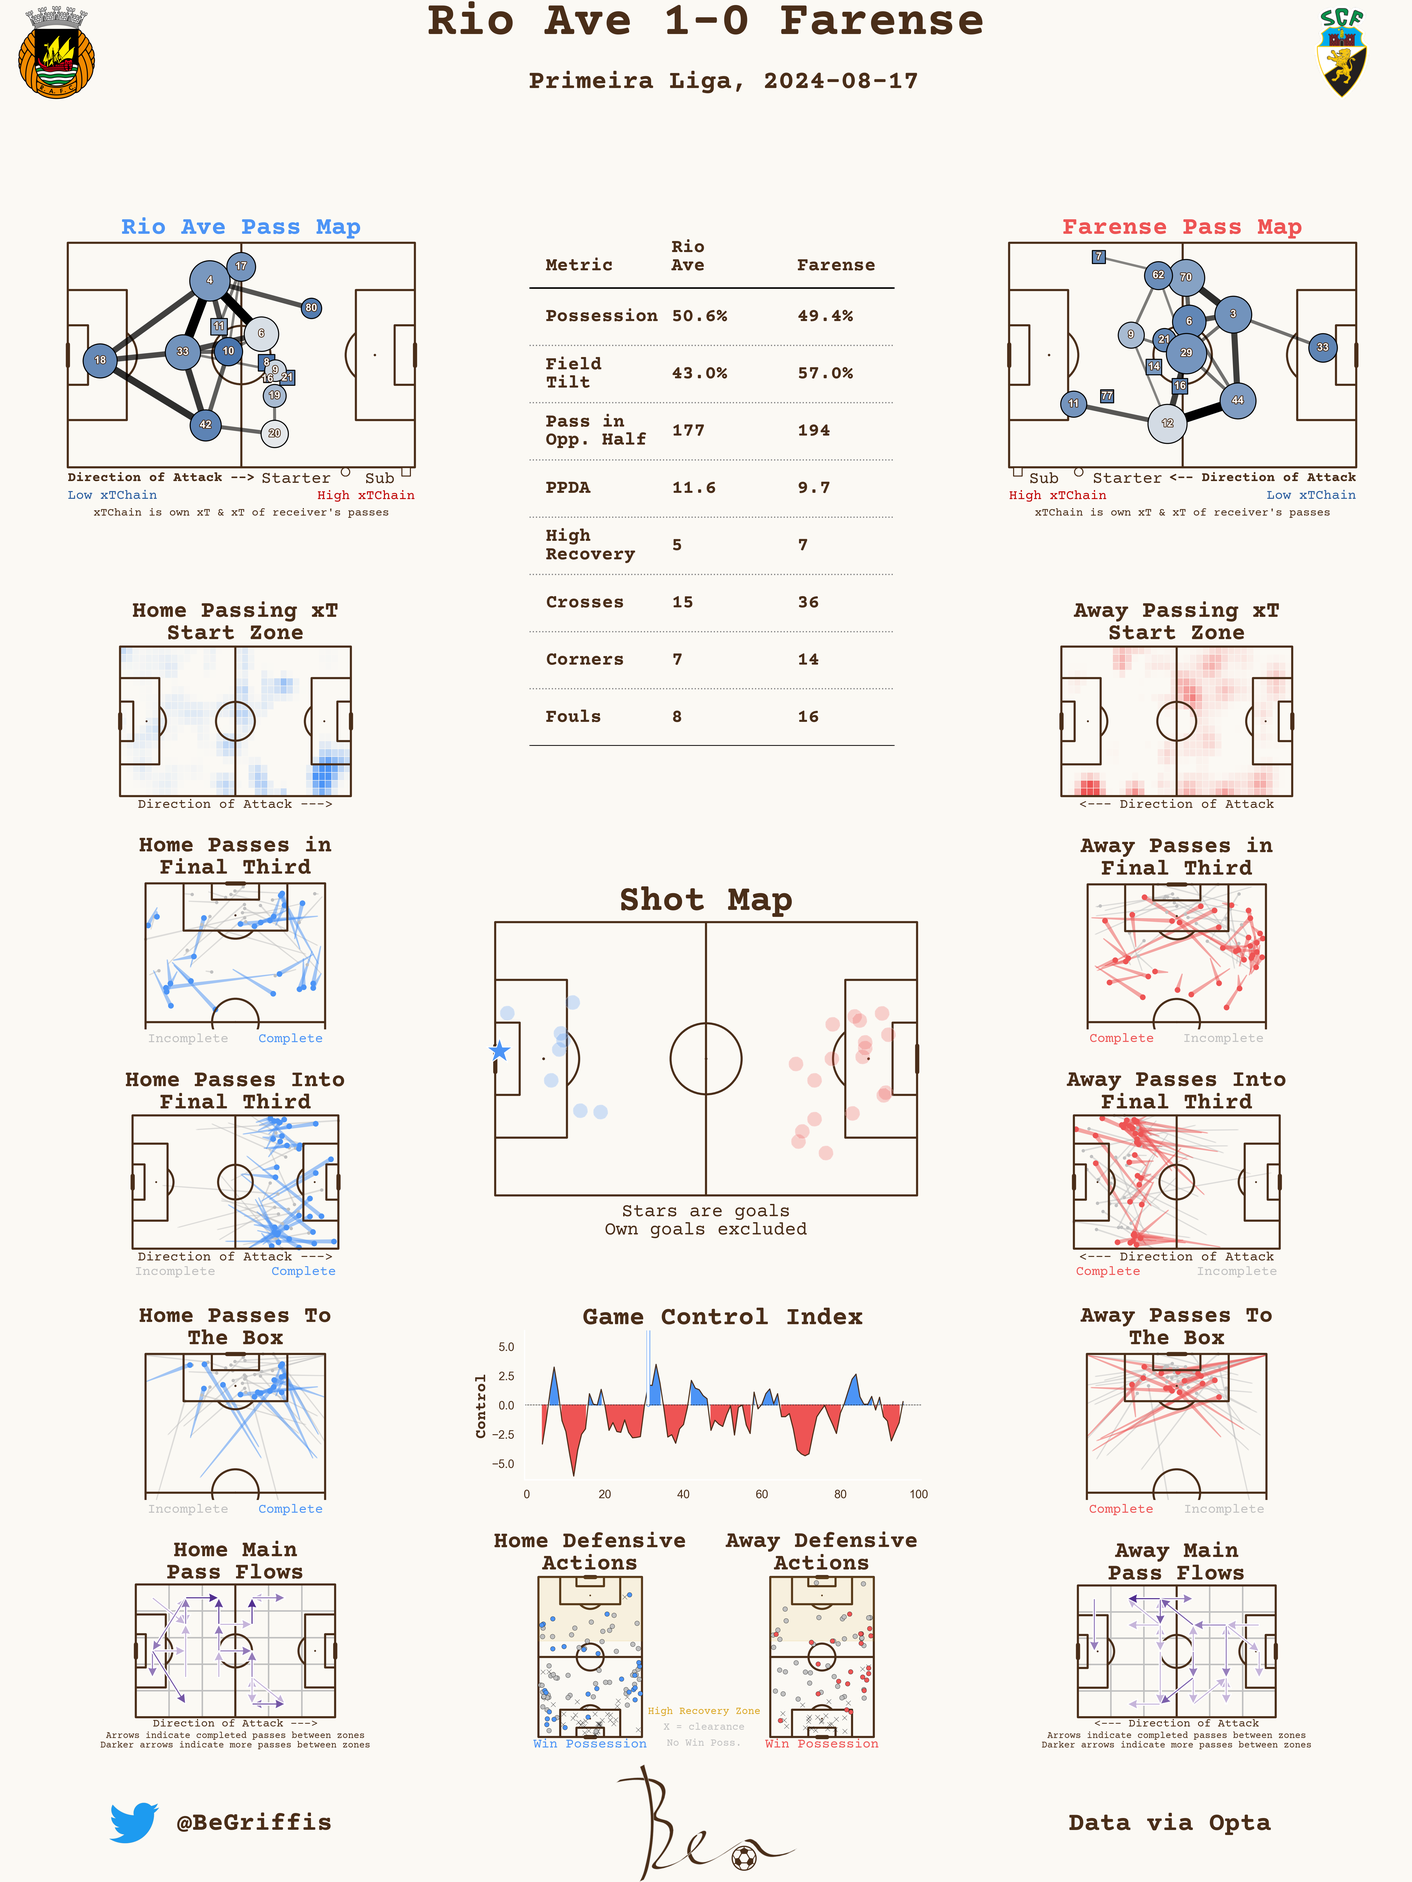 Rio Ave 1-0 Farense
Primeira Liga, 2024-08-17
R.A.F.C.
SCF
Rio Ave Pass Map
4
17
80
11
6
18
33
10
8
9
16
21
19
42
20
Direction of Attack --> Starter Sub
Low xTChain High xTChain
xTChain is own xT & xT of receiver's passes
Metric Rio Ave Farense
Possession 50.6% 49.4%
Field Tilt 43.0% 57.0%
Pass in Opp. Half 177 194
PPDA 11.6 9.7
High Recovery 5 7
Crosses 15 36
Corners 7 14
Fouls 8 16
Farense Pass Map
7
62
70
6
3
9
21
29
33
14
16
77
11
44
12
Sub Starter <-- Direction of Attack
High xTChain Low xTChain
xTChain is own xT & xT of receiver's passes
Home Passing xT
Start Zone
Direction of Attack --->
Away Passing xT
Start Zone
<--- Direction of Attack
Home Passes in
Final Third
Incomplete Complete
Away Passes in
Final Third
Complete Incomplete
Shot Map
Stars are goals
Own goals excluded
Home Passes Into
Final Third
Direction of Attack --->
Incomplete Complete
Away Passes Into
Final Third
<--- Direction of Attack
Complete Incomplete
Home Passes To
The Box
Incomplete Complete
Game Control Index
Control
5.0
2.5
0.0
−2.5
−5.0
0 20 40 60 80 100
Away Passes To
The Box
Complete Incomplete
Home Main
Pass Flows
Direction of Attack --->
Arrows indicate completed passes between zones
Darker arrows indicate more passes between zones
Home Defensive
Actions
Win Possession
High Recovery Zone
X = clearance
No Win Poss.
Away Defensive
Actions
Win Possession
Away Main
Pass Flows
<--- Direction of Attack
Arrows indicate completed passes between zones
Darker arrows indicate more passes between zones
@BeGriffis
Ben
Data via Opta